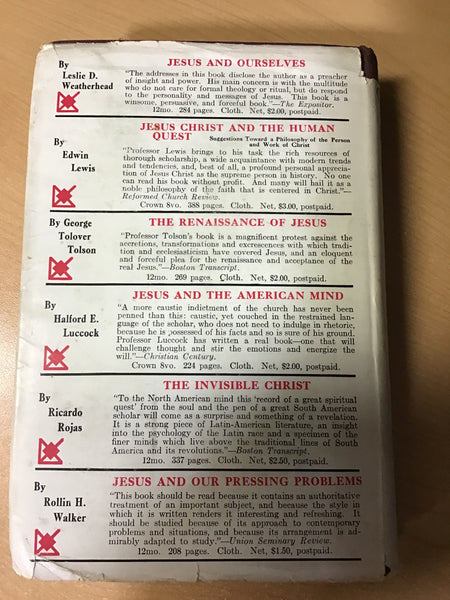 JESUS AND OURSELVES
By
Leslie D.
Weatherhead
"The addresses in this book disclose the author as a preacher
of insight and power. His main concern is with the multitude
who do not care for formal theology or ritual, but do respond
to the personality and messages of Jesus. This book is a
winsome, persuasive, and forceful book."—The Expositor.
12mo. 284 pages. Cloth. Net, $2.00, postpaid.
JESUS CHRIST AND THE HUMAN
QUEST Suggestions Toward a Philosophy of the Person
and Work of Christ
By
Edwin
Lewis
"Professor Lewis brings to his task the rich resources of
thorough scholarship, a wide acquaintance with modern trends
and tendencies, and, best of all, a profound personal apprecia-
tion of Jesus Christ as the supreme person in history. No one
can read his book without profit. And many will hail it as a
noble philosophy of the faith that is centered in Christ."—
Reformed Church Review.
Crown 8vo. 388 pages. Cloth. Net, $3.00, postpaid.
THE RENAISSANCE OF JESUS
By George
Tolover
Tolson
"Professor Tolson's book is a magnificent protest against the
accretions, transformations and excrescences with which tradi-
tion and ecclesiasticism have covered Jesus, and an eloquent
and forceful plea for the renaissance and acceptance of the
real Jesus."—Boston Transcript.
12mo. 269 pages. Cloth. Net, $2.00, postpaid.
JESUS AND THE AMERICAN MIND
By
Halford E.
Luccock
"A more caustic indictment of the church has never been
penned than this: caustic, yet couched in the restrained lan-
guage of the scholar, who does not need to indulge in rhetoric,
because he is possessed of his facts and so is sure of his ground.
Professor Luccock has written a real book—one that will
challenge thought and stir the emotions and energize the
will."—Christian Century.
Crown 8vo. 224 pages. Cloth. Net, $2.00, postpaid.
THE INVISIBLE CHRIST
By
Ricardo
Rojas
"To the North American mind this 'record of a great spiritual
quest' from the soul and the pen of a great South American
scholar will come as a surprise and something of a revelation.
It is a strong piece of Latin-American literature, an insight
into the psychology of the Latin race and a specimen of the
finer minds which live above the traditional lines of South
America and its revolutions."—Boston Transcript.
12mo. 337 pages. Cloth. Net, $2.50, postpaid.
JESUS AND OUR PRESSING PROBLEMS
By
Rollin H.
Walker
"This book should be read because it contains an authoritative
treatment of an important subject, and because the style in
which it is written renders it interesting and refreshing. It
should be studied because of its approach to contemporary
problems and situations, and because its arrangement is ad-
mirably adapted to study."—Union Seminary Review.
12mo. 208 pages. Cloth. Net, $1.50, postpaid.